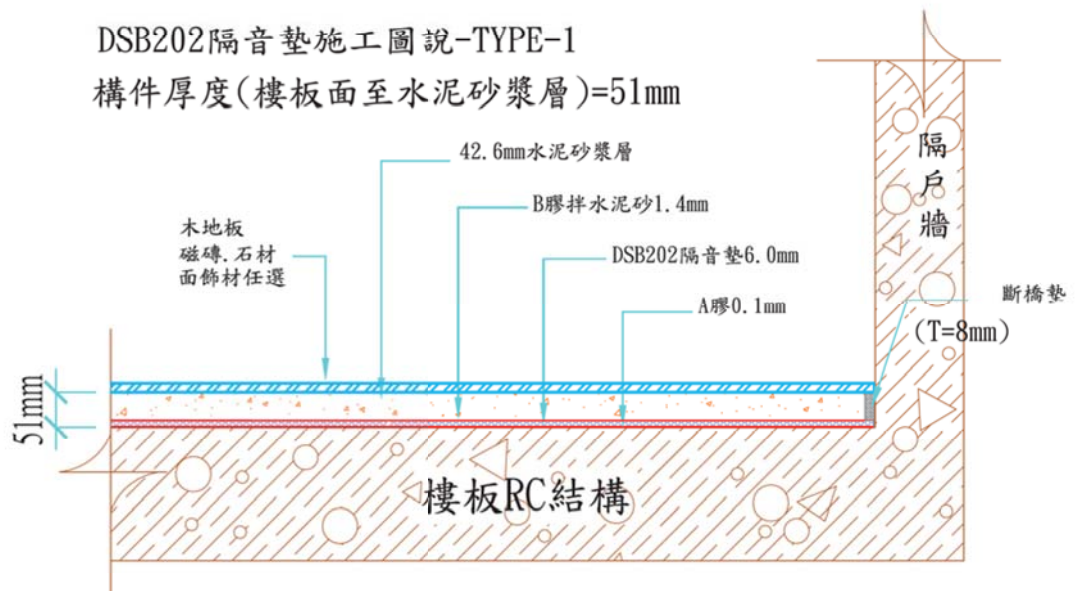 DSB202隔音墊施工圖說-TYPE-1
構件厚度(樓板面至水泥砂漿層)=51mm
42.6mm水泥砂漿層
B膠拌水泥砂1.4mm
木地板
磁磚.石材
面飾材任選
DSB202隔音墊6.0mm
A膠0.1mm
隔戶牆
斷橋墊
(T=8mm)
51mm
樓板RC結構